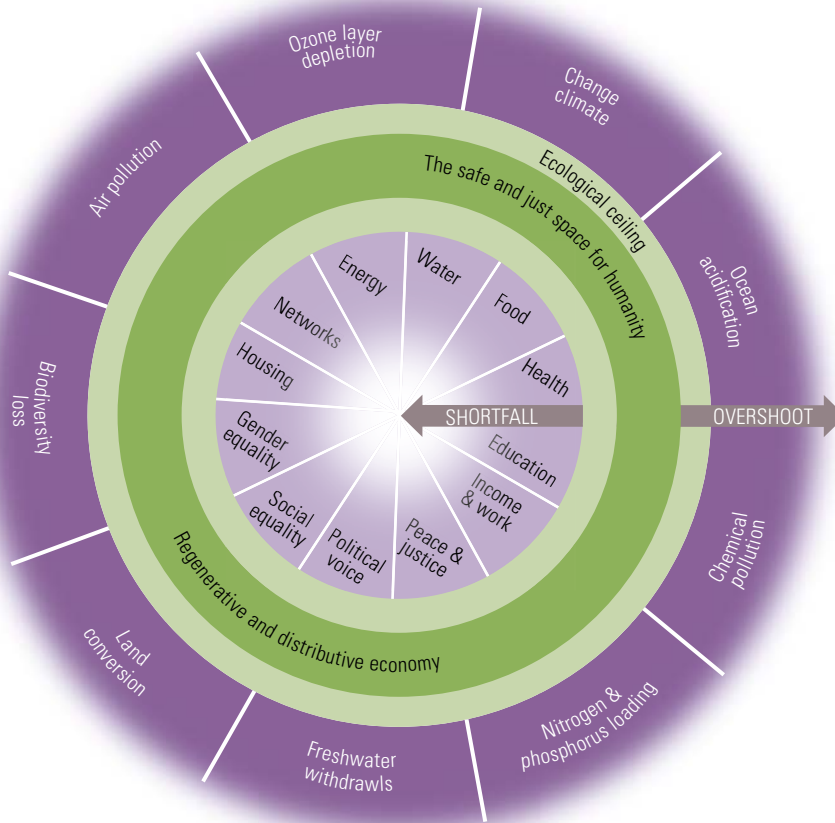 Ozone layer
depletion
Change
climate
Ocean
acidification
Chemical
pollution
Nitrogen &
phosphorus loading
Freshwater
withdrawls
Land
conversion
Biodiversity
loss
Air pollution
Ecological ceiling
The safe and just space for humanity
Regenerative and distributive economy
Water
Food
Health
SHORTFALL
OVERSHOOT
Education
Income
& work
Peace &
justice
Political
voice
Social
equality
Gender
equality
Housing
Networks
Energy